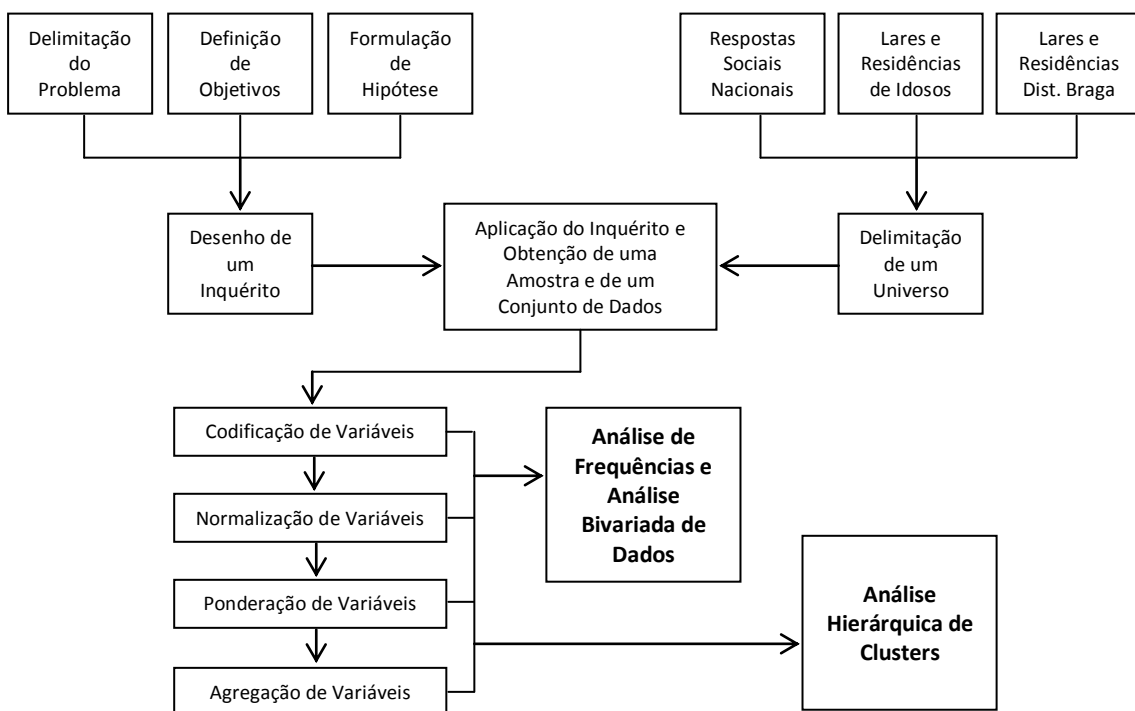 Delimitação
do
Problema
Definição
de
Objetivos
Formulação
de
Hipótese
Respostas
Sociais
Nacionais
Lares e
Residências
de Idosos
Lares e
Residências
Dist. Braga
Desenho de
um
Inquérito
Aplicação do Inquérito e
Obtenção de uma
Amostra e de um
Conjunto de Dados
Delimitação
de um
Universo
Codificação de Variáveis
Normalização de Variáveis
Ponderação de Variáveis
Agregação de Variáveis
Análise de
Frequências e
Análise
Bivariada de
Dados
Análise
Hierárquica de
Clusters